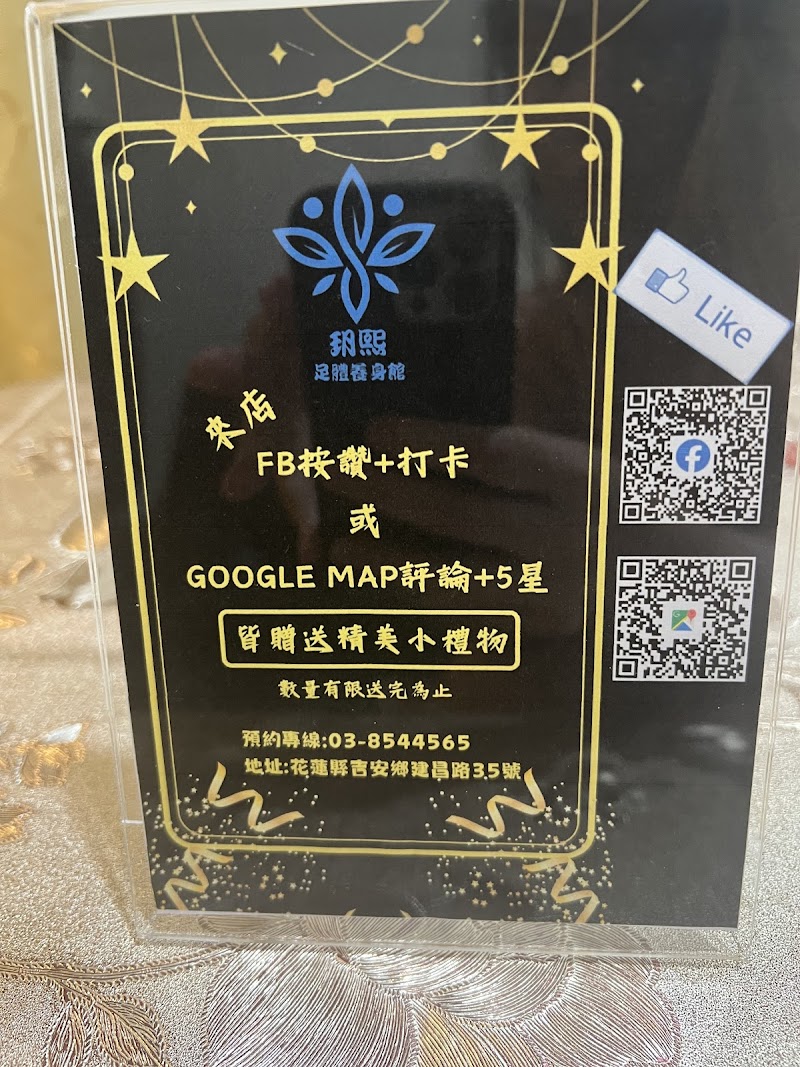 玥熙
足體養身館
來店
FB按讚+打卡
或
GOOGLE MAP評論+5星
皆贈送精美小禮物
數量有限送完為止
預約專線:03-8544565
地址:花蓮縣吉安鄉建昌路35號
Like